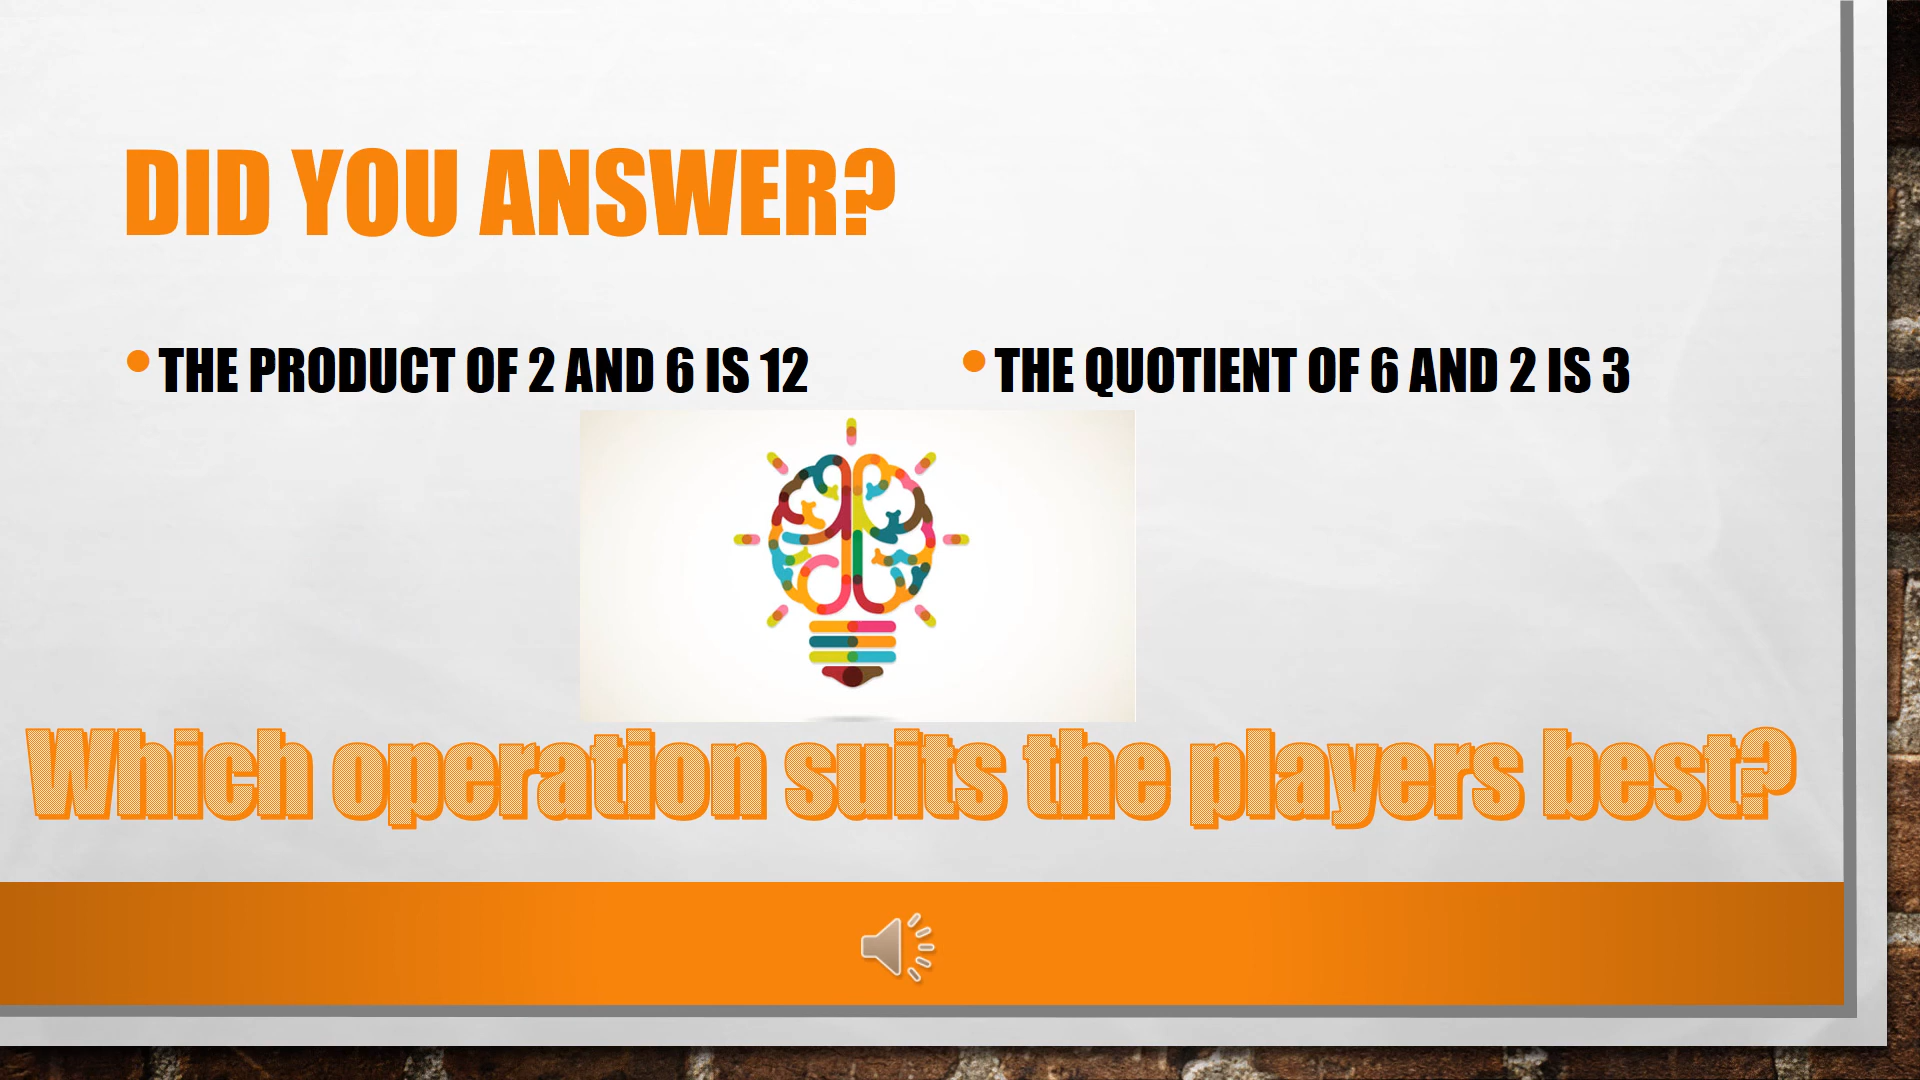 DID YOU ANSWER?
THE PRODUCT OF 2 AND 6 IS 12
THE QUOTIENT OF 6 AND 2 IS 3
Which operation suits the players best?